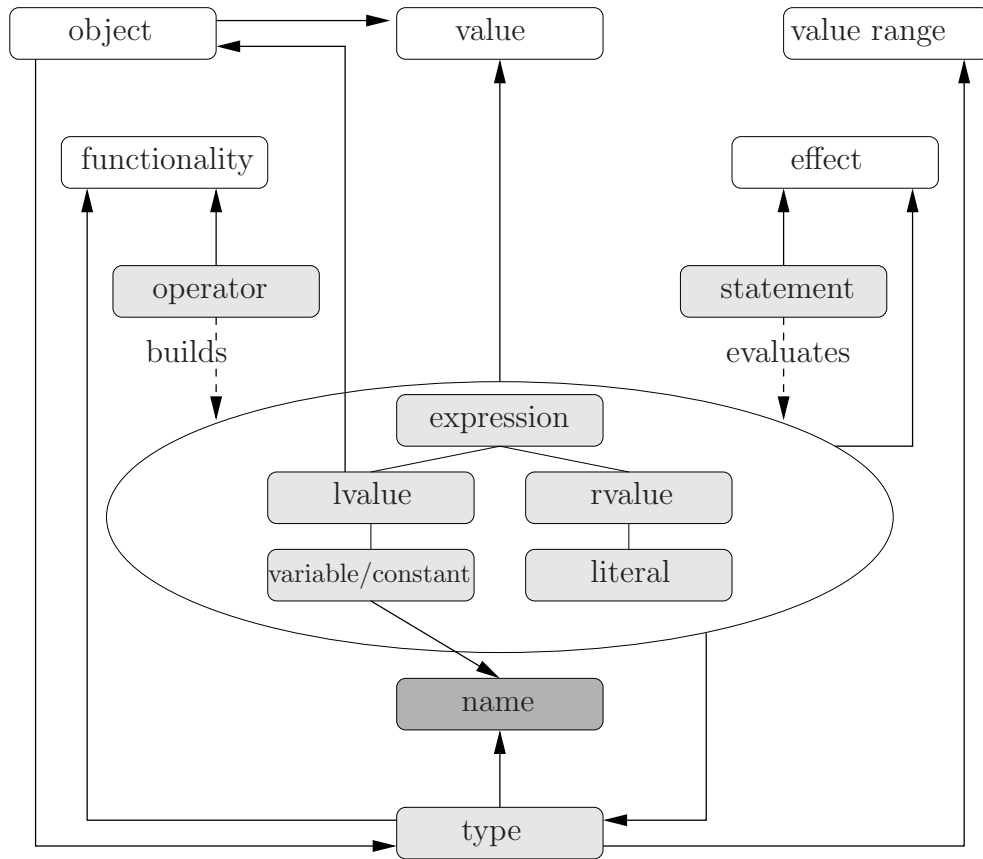 object
value
value range
functionality
effect
operator
statement
builds
evaluates
expression
lvalue
rvalue
variable/constant
literal
name
type